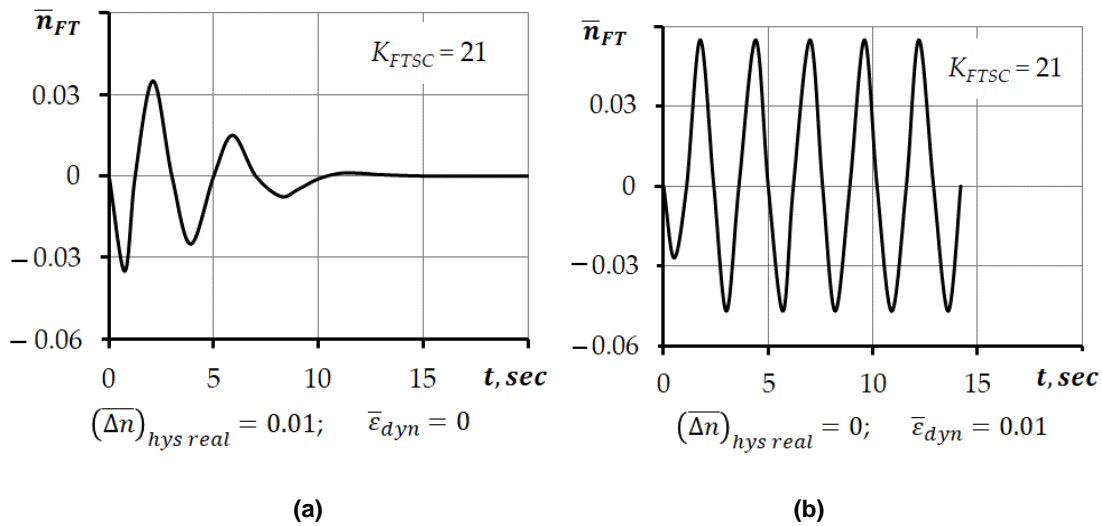 n̅_FT
K_FTSC = 21
0.03
0
−0.03
−0.06
0 5 10 15 t, sec
(Δn̅)_hys real = 0.01; ε̅_dyn = 0
(a)
n̅_FT
K_FTSC = 21
0.03
0
−0.03
−0.06
0 5 10 15 t, sec
(Δn̅)_hys real = 0; ε̅_dyn = 0.01
(b)